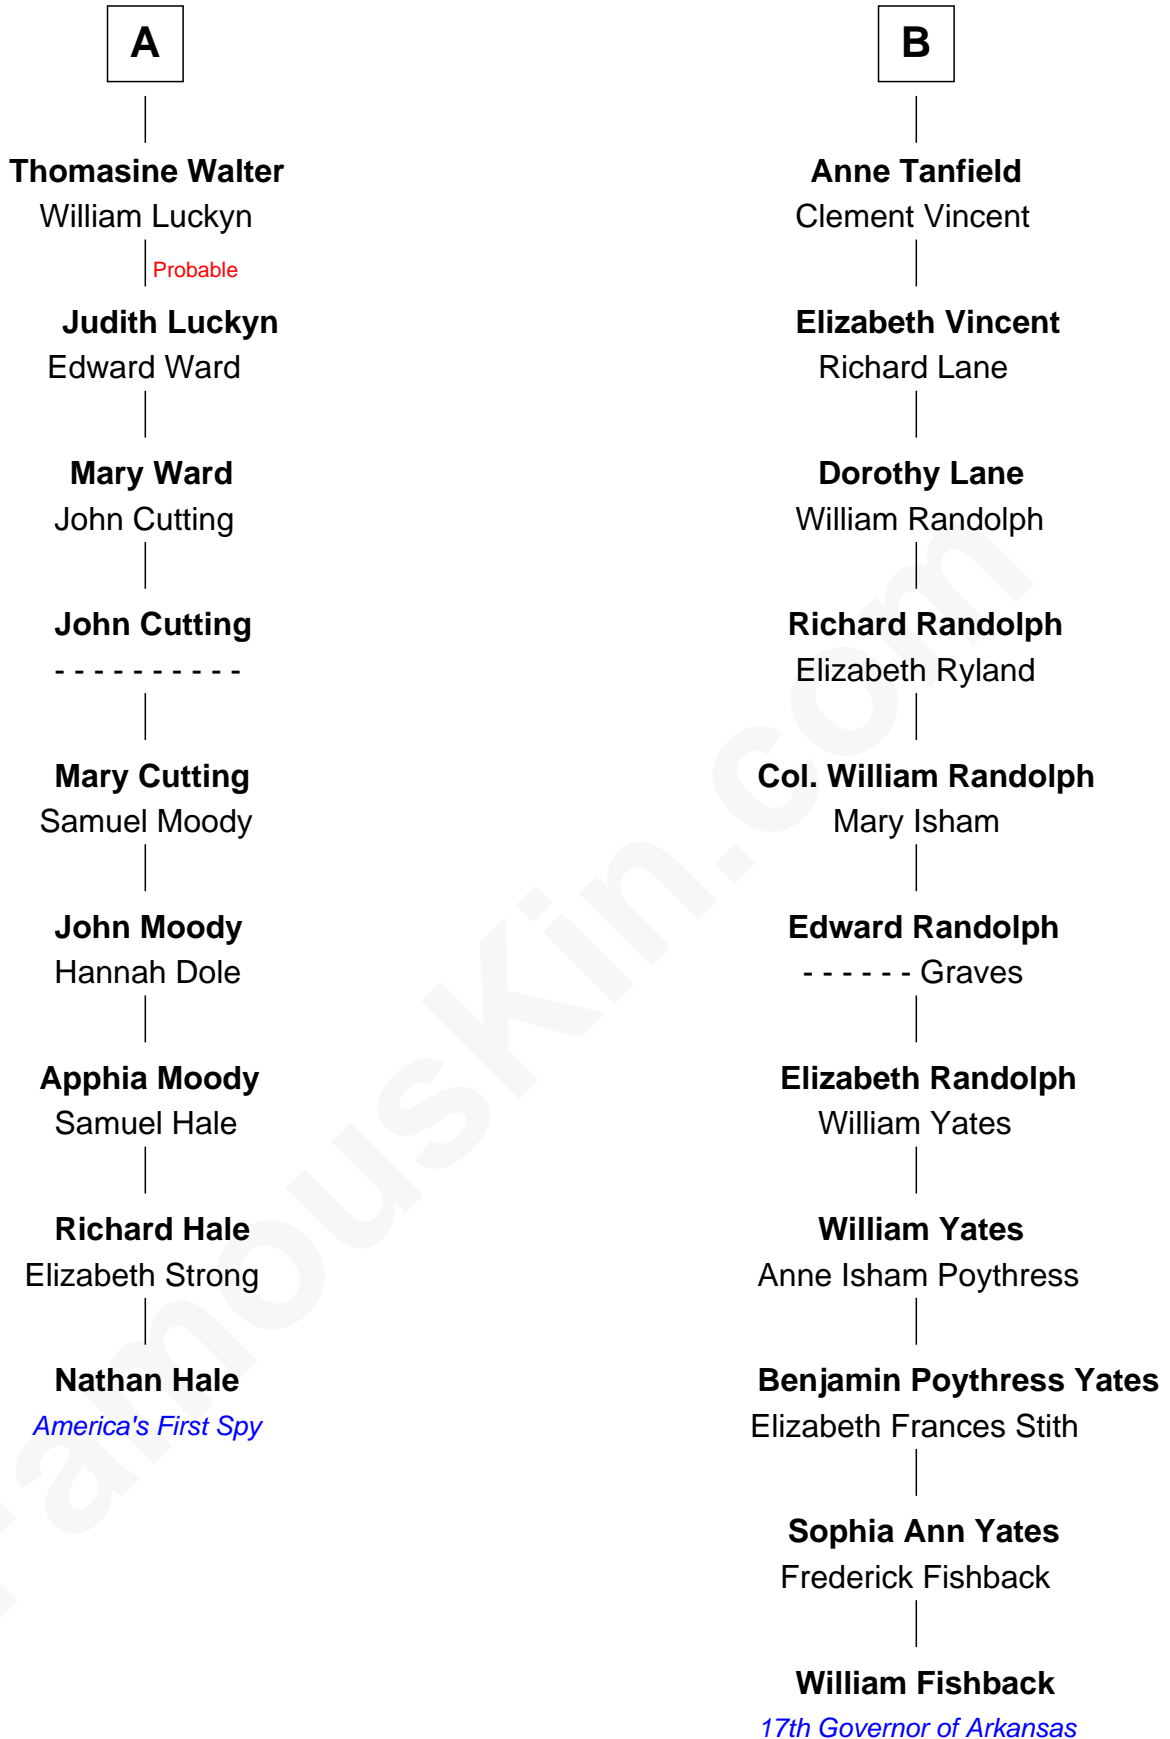 A
Thomasine Walter
William Luckyn
Probable
Judith Luckyn
Edward Ward
Mary Ward
John Cutting
John Cutting
- - - - - - - - - -
Mary Cutting
Samuel Moody
John Moody
Hannah Dole
Apphia Moody
Samuel Hale
Richard Hale
Elizabeth Strong
Nathan Hale
America's First Spy
B
Anne Tanfield
Clement Vincent
Elizabeth Vincent
Richard Lane
Dorothy Lane
William Randolph
Richard Randolph
Elizabeth Ryland
Col. William Randolph
Mary Isham
Edward Randolph
- - - - - - Graves
Elizabeth Randolph
William Yates
William Yates
Anne Isham Poythress
Benjamin Poythress Yates
Elizabeth Frances Stith
Sophia Ann Yates
Frederick Fishback
William Fishback
17th Governor of Arkansas
FamousKin.com